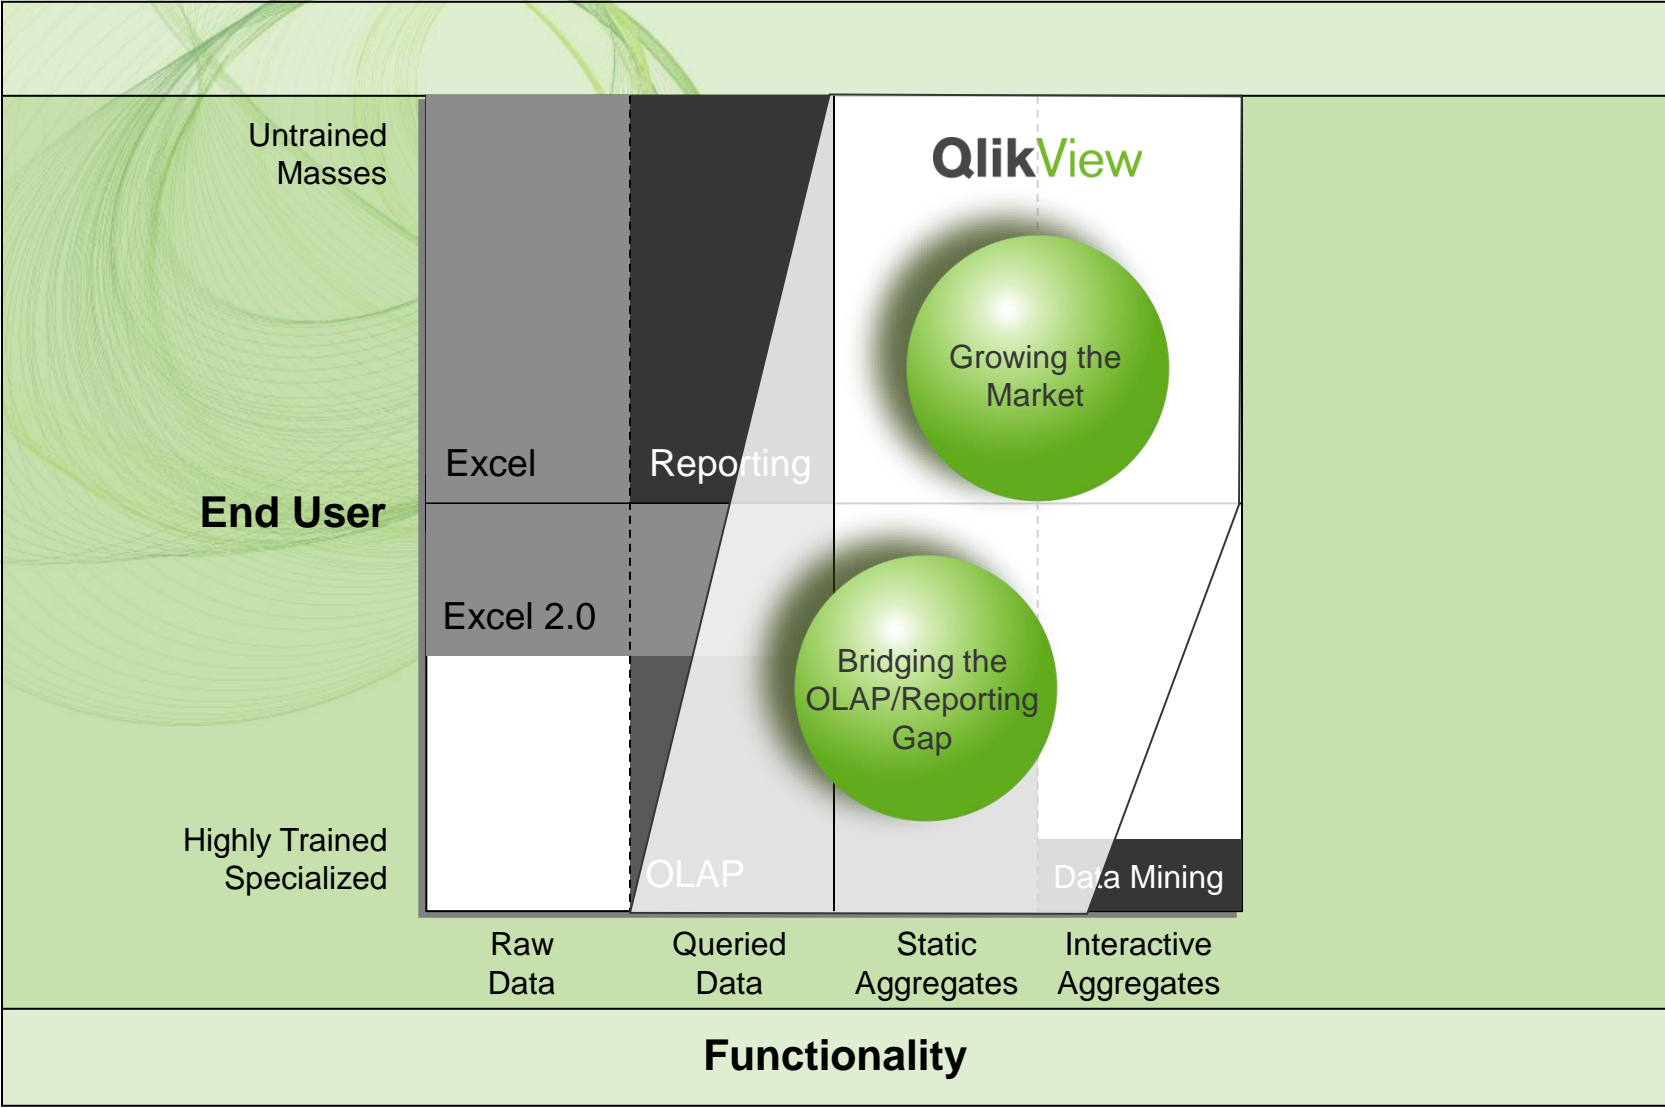 Untrained
Masses
QlikView
Growing the
Market
Excel
Reporting
End User
Excel 2.0
Bridging the
OLAP/Reporting
Gap
Highly Trained
Specialized
OLAP
Data Mining
Raw
Data
Queried
Data
Static
Aggregates
Interactive
Aggregates
Functionality